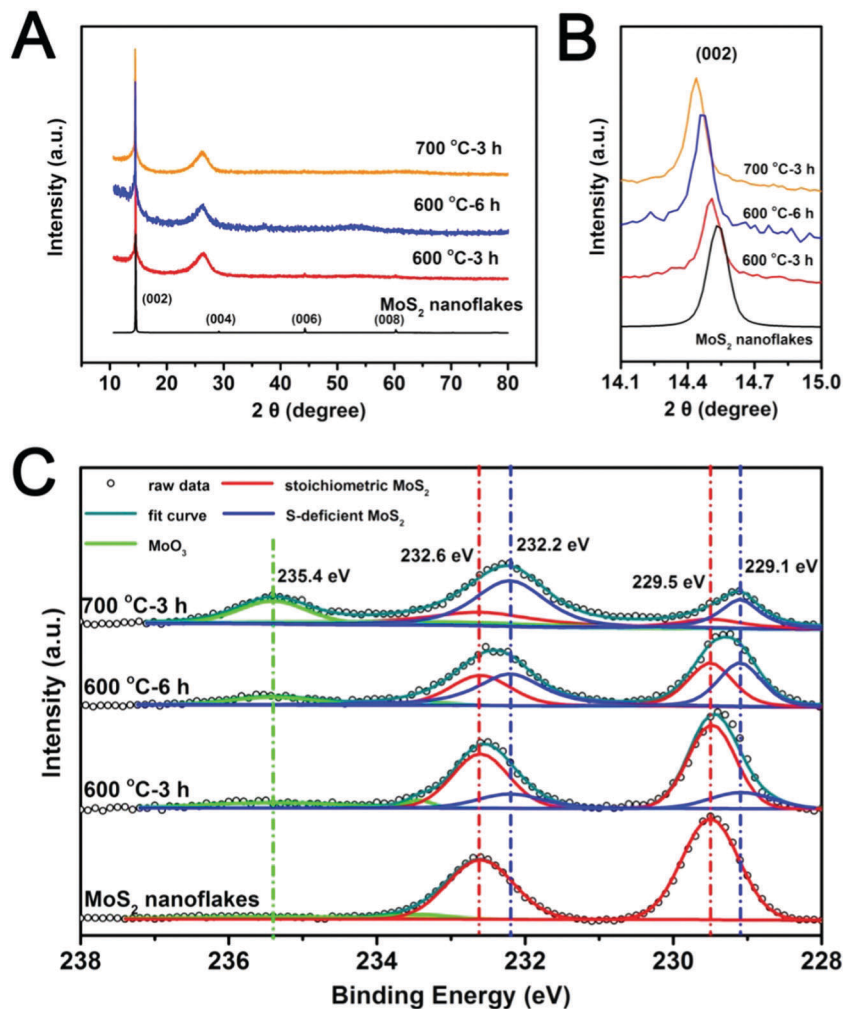 A
Intensity (a.u.)
700 °C-3 h
600 °C-6 h
600 °C-3 h
MoS₂ nanoflakes
(002)
(004)
(006)
(008)
10 20 30 40 50 60 70 80
2 θ (degree)
B
Intensity (a.u.)
(002)
700 °C-3 h
600 °C-6 h
600 °C-3 h
MoS₂ nanoflakes
14.1 14.4 14.7 15.0
2 θ (degree)
C
Intensity (a.u.)
raw data
stoichiometric MoS₂
fit curve
S-deficient MoS₂
MoO₃
235.4 eV
232.6 eV
232.2 eV
229.5 eV
229.1 eV
700 °C-3 h
600 °C-6 h
600 °C-3 h
MoS₂ nanoflakes
238 236 234 232 230 228
Binding Energy (eV)